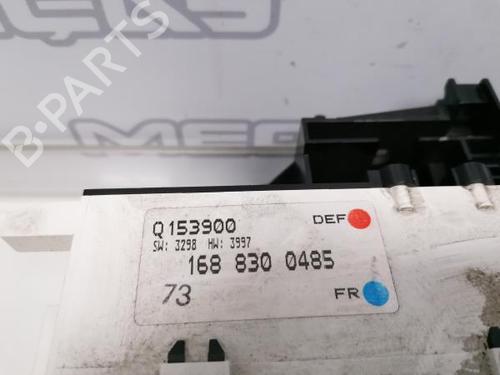 B-PARTS
Q153900
DEF
SW: 3298 HW: 3997
168 830 0485
73
FR